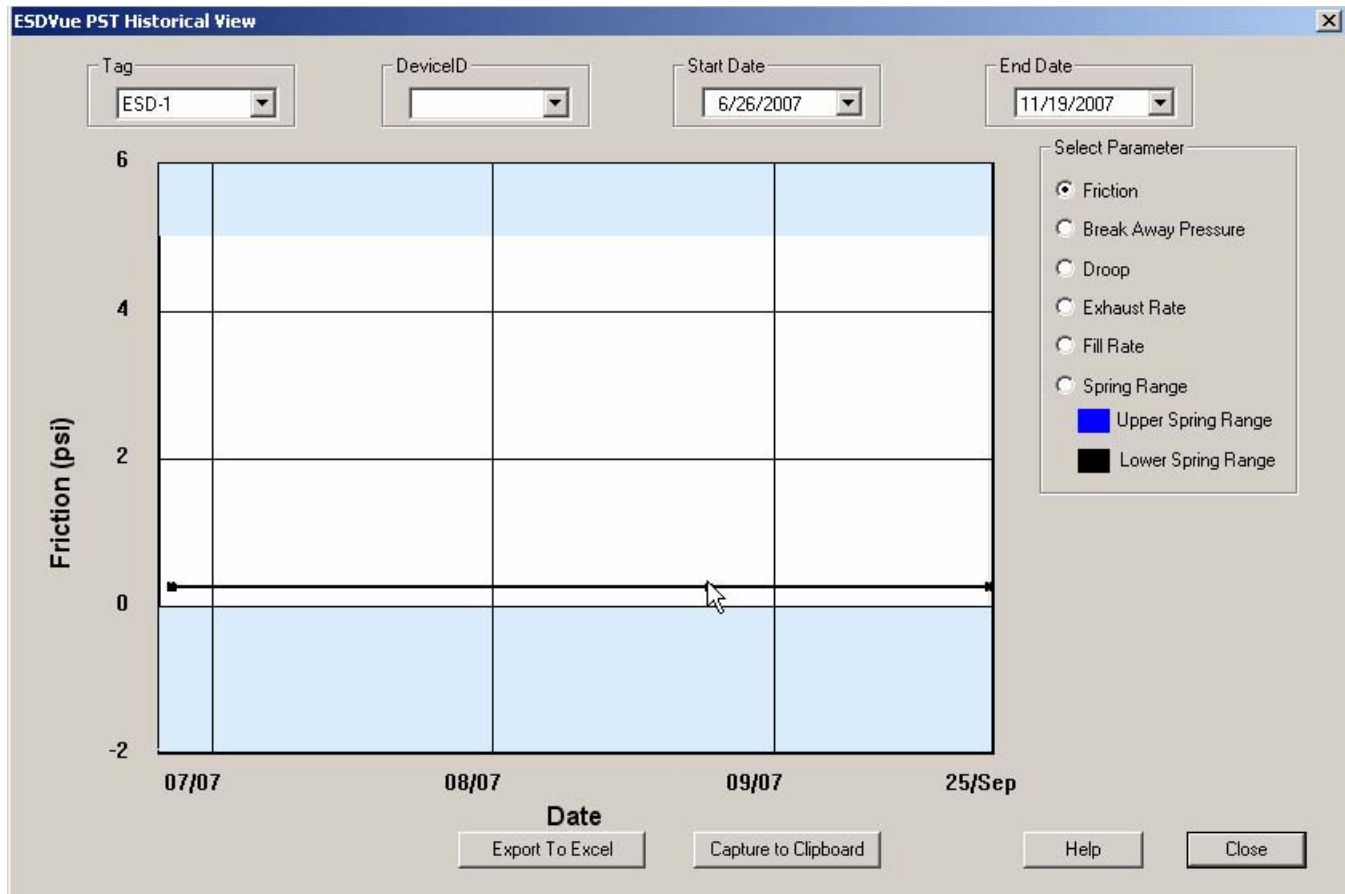 ESDVue PST Historical View
Tag
DeviceID
Start Date
End Date
ESD-1
6/26/2007
11/19/2007
Select Parameter
Friction
Break Away Pressure
Droop
Exhaust Rate
Fill Rate
Spring Range
Upper Spring Range
Lower Spring Range
6
4
2
0
-2
Friction (psi)
07/07
08/07
09/07
25/Sep
Date
Export To Excel
Capture to Clipboard
Help
Close